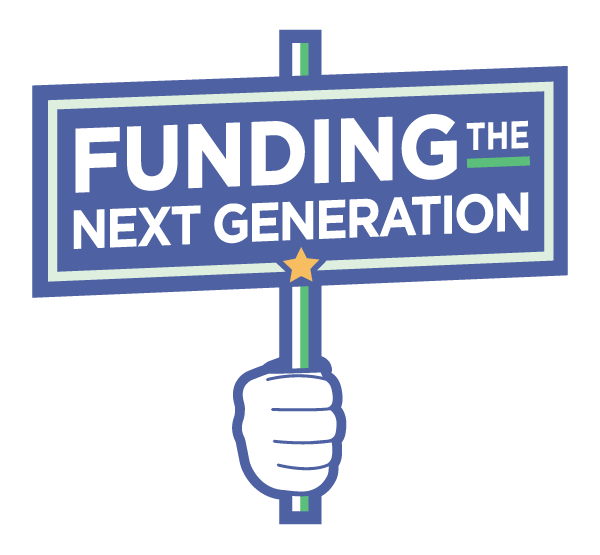 FUNDING THE
NEXT GENERATION